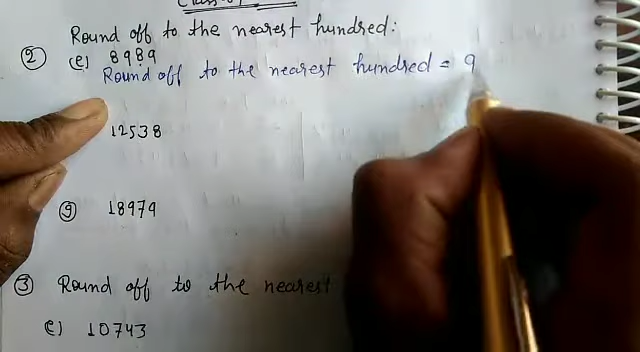 Round off to the nearest hundred:
② (e) 8989
Round off to the nearest hundred = 9
12538
⑨ 18979
③ Round off to the nearest
e) 10743